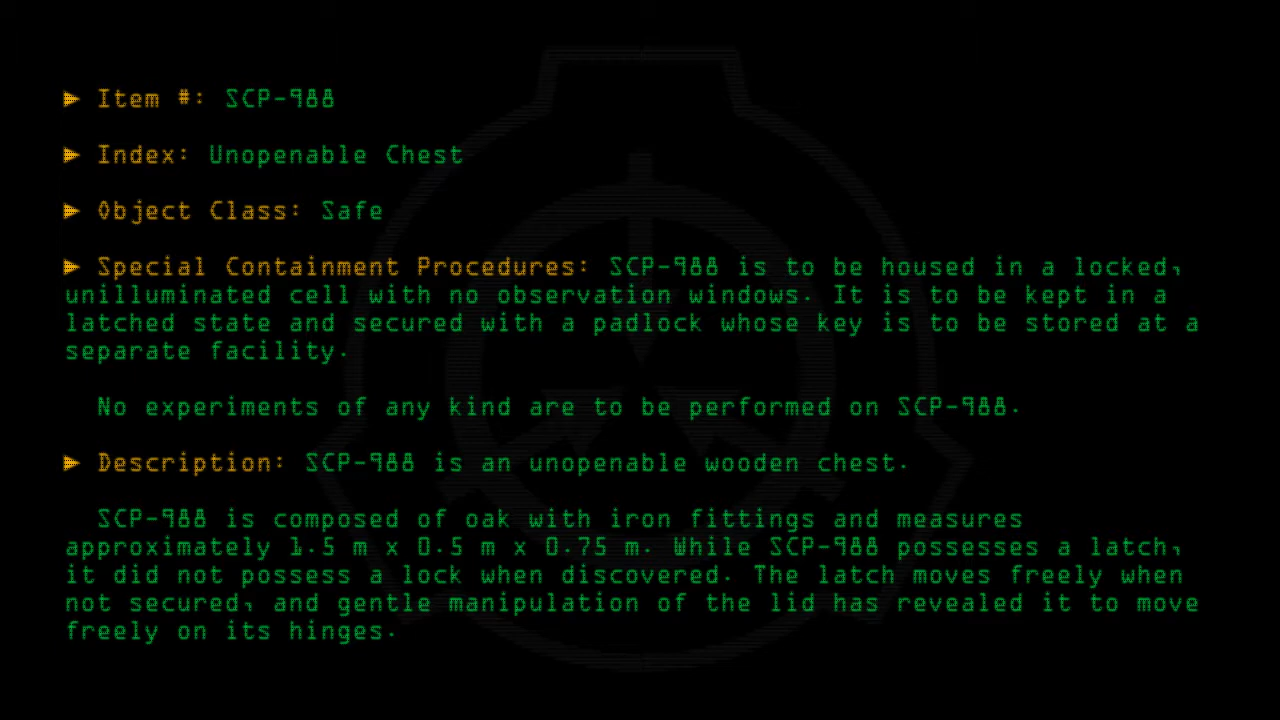 ► Item #: SCP-988
► Index: Unopenable Chest
► Object Class: Safe
► Special Containment Procedures: SCP-988 is to be housed in a locked,
unilluminated cell with no observation windows. It is to be kept in a
latched state and secured with a padlock whose key is to be stored at a
separate facility.
No experiments of any kind are to be performed on SCP-988.
► Description: SCP-988 is an unopenable wooden chest.
SCP-988 is composed of oak with iron fittings and measures
approximately 1.5 m x 0.5 m x 0.75 m. While SCP-988 possesses a latch,
it did not possess a lock when discovered. The latch moves freely when
not secured, and gentle manipulation of the lid has revealed it to move
freely on its hinges.